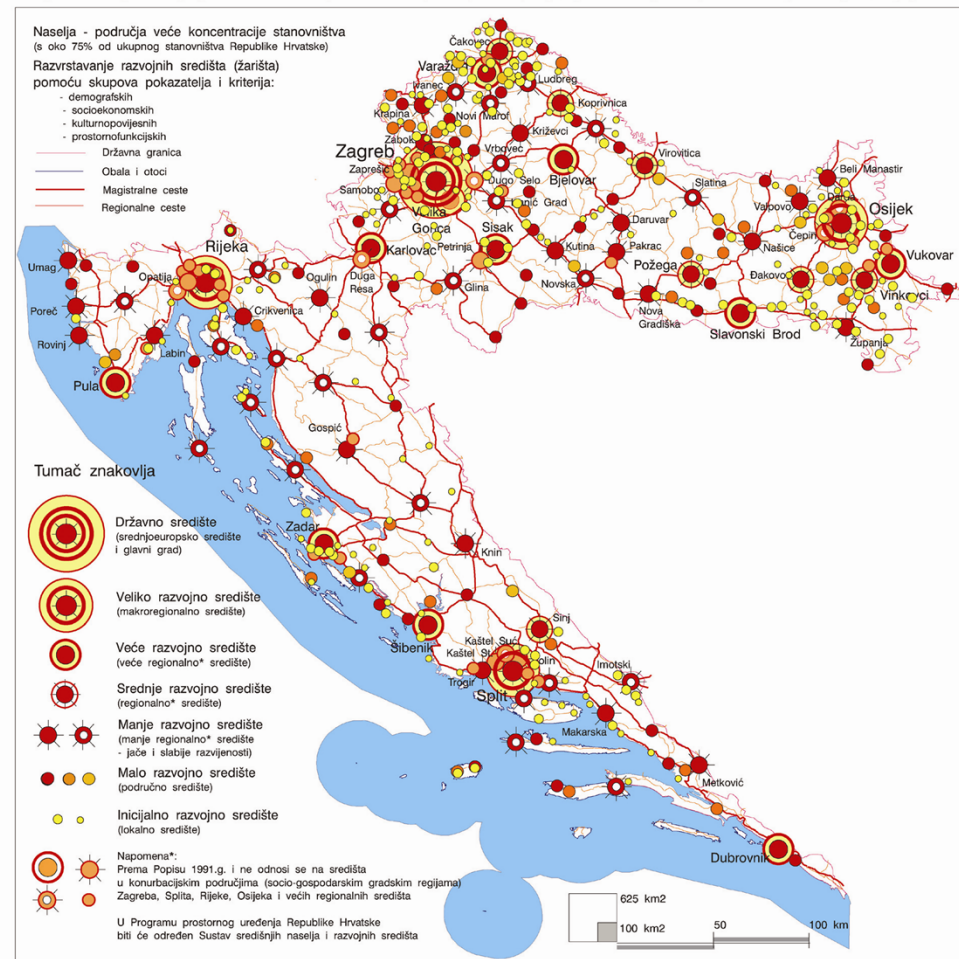 Naselja - područja veće koncentracije stanovništva
(s oko 75% od ukupnog stanovništva Republike Hrvatske)
Razvrstavanje razvojnih središta (žarišta)
pomoću skupova pokazatelja i kriterija:
- demografskih
- socioekonomskih
- kulturnopovijesnih
- prostornofunkcijskih
Državna granica
Obala i otoci
Magistralne ceste
Regionalne ceste
Čakovec
Ludbreg
Ivanec
Koprivnica
Krapina
Novi Marof
Križevci
Zabok
Vrbovec
Zagreb
Virovitica
Beli Manastir
Zaprešić
Dugo Selo
Bjelovar
Slatina
Valpovo
Osijek
Velika
Gorica
Daruvar
Čepin
Sisak
Petrinja
Karlovac
Kutina
Pakrac
Našice
Vukovar
Rijeka
Požega
Đakovo
Umag
Opatija
Ogulin
Duga
Resa
Glina
Novska
Vinkovci
Poreč
Crikvenica
Nova
Gradiška
Slavonski Brod
Rovinj
Labin
Županja
Pula
Gospić
Tumač znakovlja
Državno središte
(srednjoeuropsko središte
i glavni grad)
Zadar
Knin
Veliko razvojno središte
(makroregionalno središte)
Sinj
Šibenik
Veće razvojno središte
(veće regionalno* središte)
Imotski
Trogir
Split
Srednje razvojno središte
(regionalno* središte)
Makarska
Manje razvojno središte
(manje regionalno* središte
- jače i slabije razvijenosti)
Malo razvojno središte
(područno središte)
Metković
Inicijalno razvojno središte
(lokalno središte)
Dubrovnik
Napomena*:
Prema Popisu 1991.g. i ne odnosi se na središta
u konurbacijskim područjima (socio-gospodarskim gradskim regijama)
Zagreba, Splita, Rijeke, Osijeka i većih regionalnih središta
U Programu prostornog uređenja Republike Hrvatske
biti će određen Sustav središnjih naselja i razvojnih središta
625 km2
100 km2
50
100 km